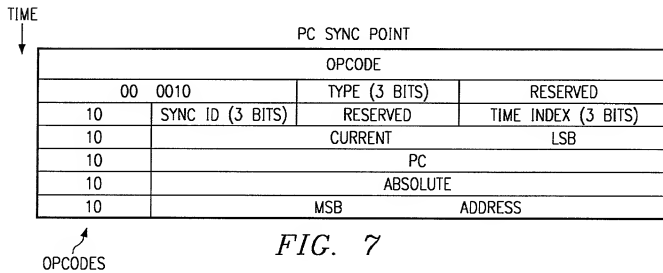 TIME
PC SYNC POINT
OPCODE
00 0010 TYPE (3 BITS) RESERVED
10 SYNC ID (3 BITS) RESERVED TIME INDEX (3 BITS)
10 CURRENT LSB
10 PC
10 ABSOLUTE
10 MSB ADDRESS
OPCODES
FIG. 7